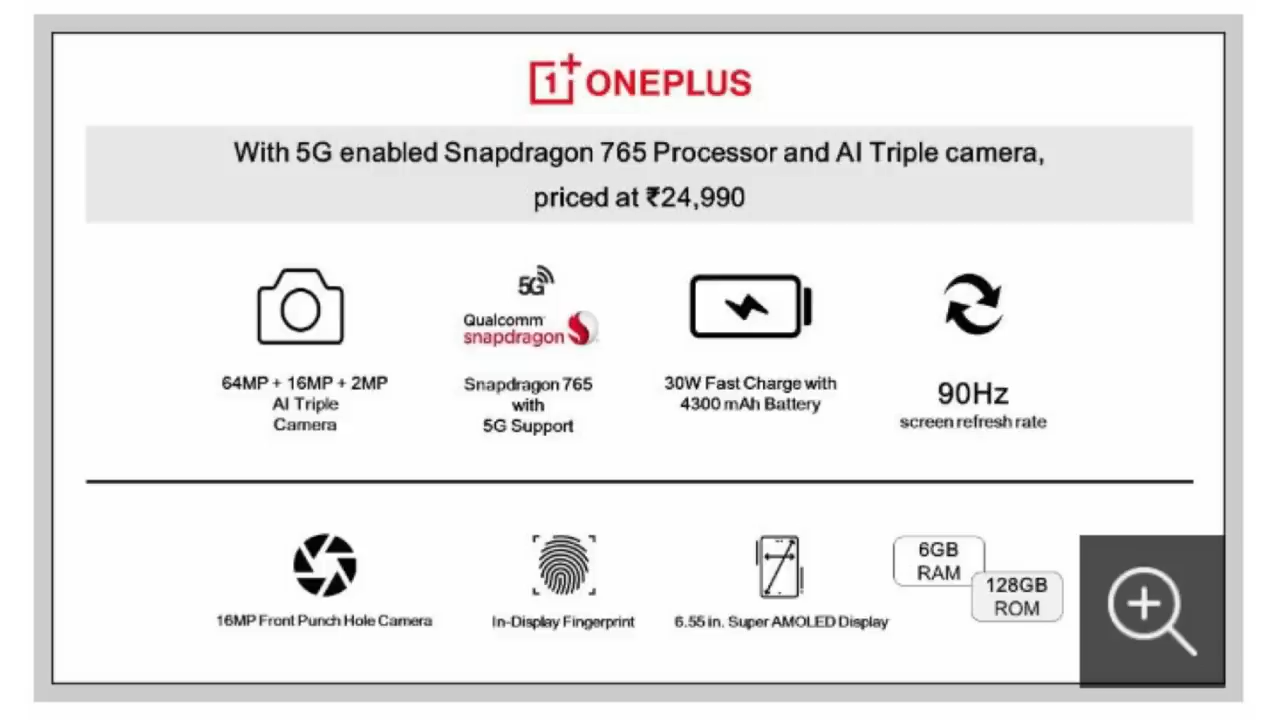 1+ ONEPLUS
With 5G enabled Snapdragon 765 Processor and AI Triple camera,
priced at ₹24,990
64MP + 16MP + 2MP
AI Triple
Camera
5G
Qualcomm
snapdragon
Snapdragon 765
with
5G Support
30W Fast Charge with
4300 mAh Battery
90Hz
screen refresh rate
16MP Front Punch Hole Camera
In-Display Fingerprint
6.55 in. Super AMOLED Display
6GB
RAM
128GB
ROM